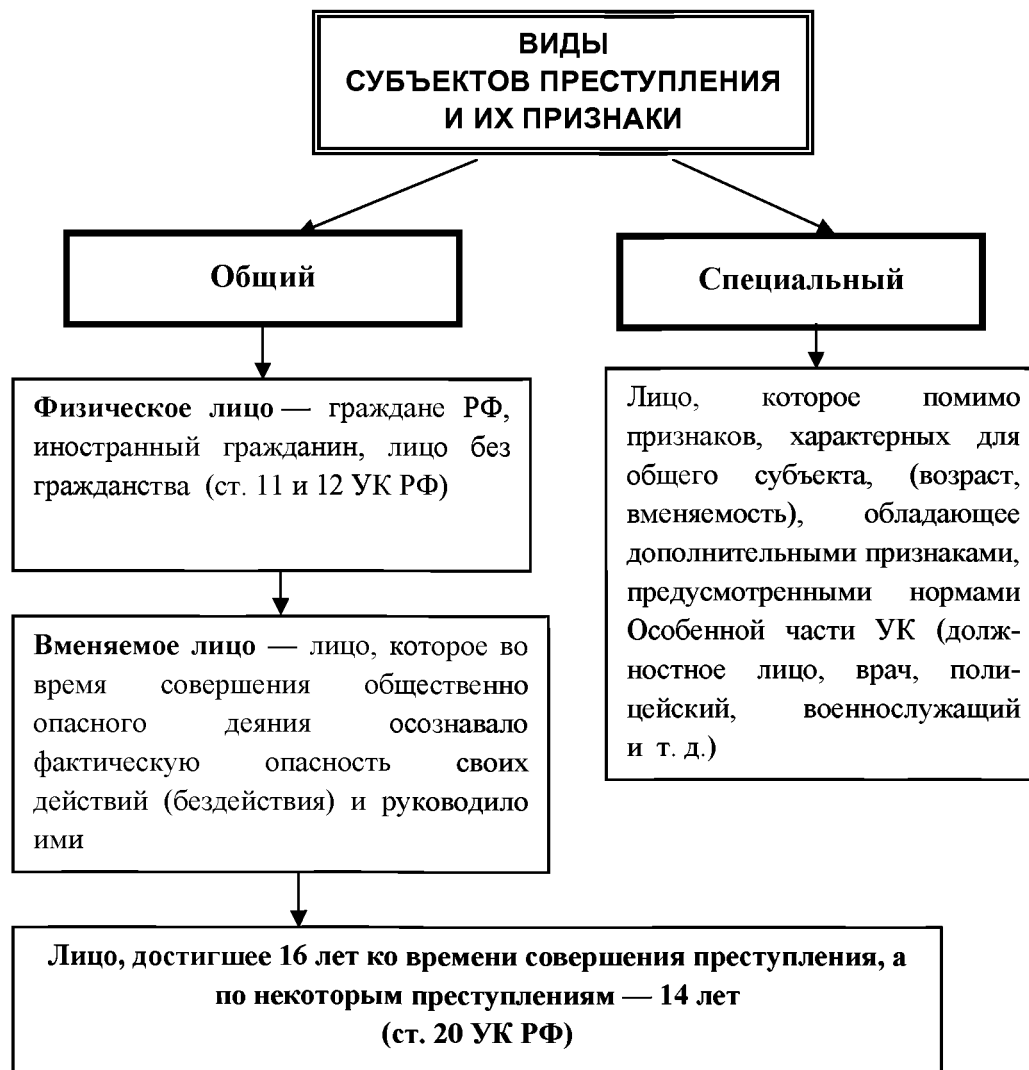 ВИДЫ
СУБЪЕКТОВ ПРЕСТУПЛЕНИЯ
И ИХ ПРИЗНАКИ
Общий
Специальный
Физическое лицо — граждане РФ,
иностранный гражданин, лицо без
гражданства (ст. 11 и 12 УК РФ)
Вменяемое лицо — лицо, которое во
время совершения общественно
опасного деяния осознавало
фактическую опасность своих
действий (бездействия) и руководило
ими
Лицо, которое помимо
признаков, характерных для
общего субъекта, (возраст,
вменяемость), обладающее
дополнительными признаками,
предусмотренными нормами
Особенной части УК (долж-
ностное лицо, врач, поли-
цейский, военнослужащий
и т. д.)
Лицо, достигшее 16 лет ко времени совершения преступления, а
по некоторым преступлениям — 14 лет
(ст. 20 УК РФ)